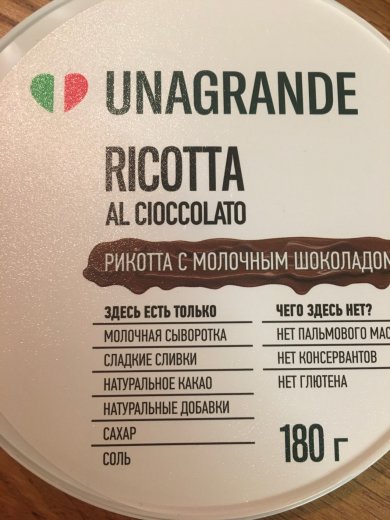 UNAGRANDE
RICOTTA
AL CIOCCOLATO
РИКОТТА С МОЛОЧНЫМ ШОКОЛАДОМ
ЗДЕСЬ ЕСТЬ ТОЛЬКО
МОЛОЧНАЯ СЫВОРОТКА
СЛАДКИЕ СЛИВКИ
НАТУРАЛЬНОЕ КАКАО
НАТУРАЛЬНЫЕ ДОБАВКИ
САХАР
СОЛЬ
ЧЕГО ЗДЕСЬ НЕТ?
НЕТ ПАЛЬМОВОГО
НЕТ КОНСЕРВАНТОВ
НЕТ ГЛЮТЕНА
180 г